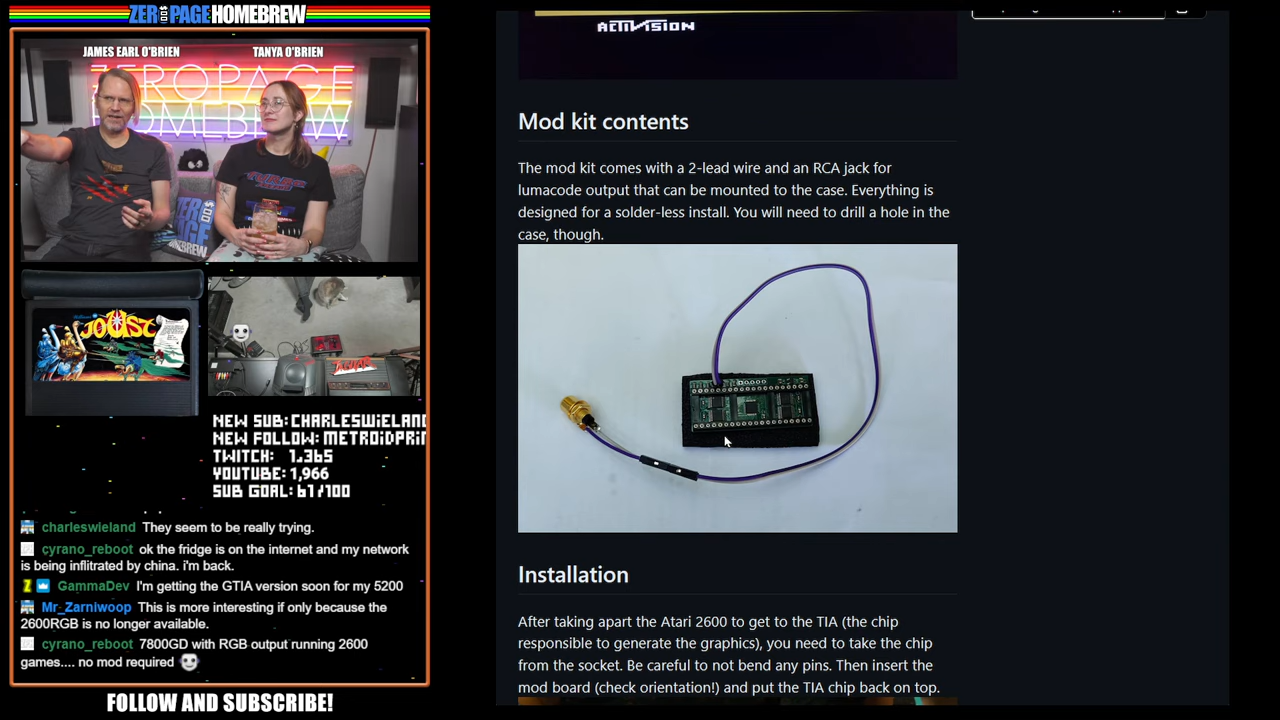 ZEROPAGE HOMEBREW
JAMES EARL O'BRIEN
TANYA O'BRIEN
ZEROPAGE
HOMEBREW
JOUST
NEW SUB: CHARLESWIELAND
NEW FOLLOW: METROIDPRI
TWITCH: 1,365
YOUTUBE: 1,966
SUB GOAL: 67/100
charleswieland They seem to be really trying.
cyrano_reboot ok the fridge is on the internet and my network
is being inflitrated by china. i'm back.
GammaDev I'm getting the GTIA version soon for my 5200
Mr_Zarniwoop This is more interesting if only because the
2600RGB is no longer available.
cyrano_reboot 7800GD with RGB output running 2600
games.... no mod required
FOLLOW AND SUBSCRIBE!
ACTIVISION
Mod kit contents
The mod kit comes with a 2-lead wire and an RCA jack for
lumacode output that can be mounted to the case. Everything is
designed for a solder-less install. You will need to drill a hole in the
case, though.
Installation
After taking apart the Atari 2600 to get to the TIA (the chip
responsible to generate the graphics), you need to take the chip
from the socket. Be careful to not bend any pins. Then insert the
mod board (check orientation!) and put the TIA chip back on top.